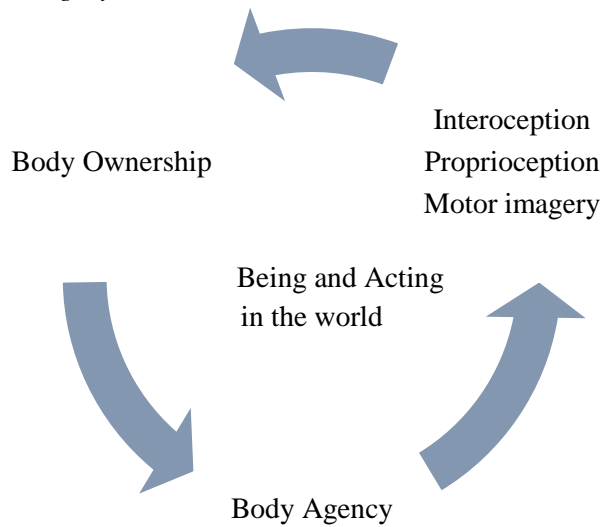 Interoception
Body Ownership
Proprioception
Motor imagery
Being and Acting
in the world
Body Agency